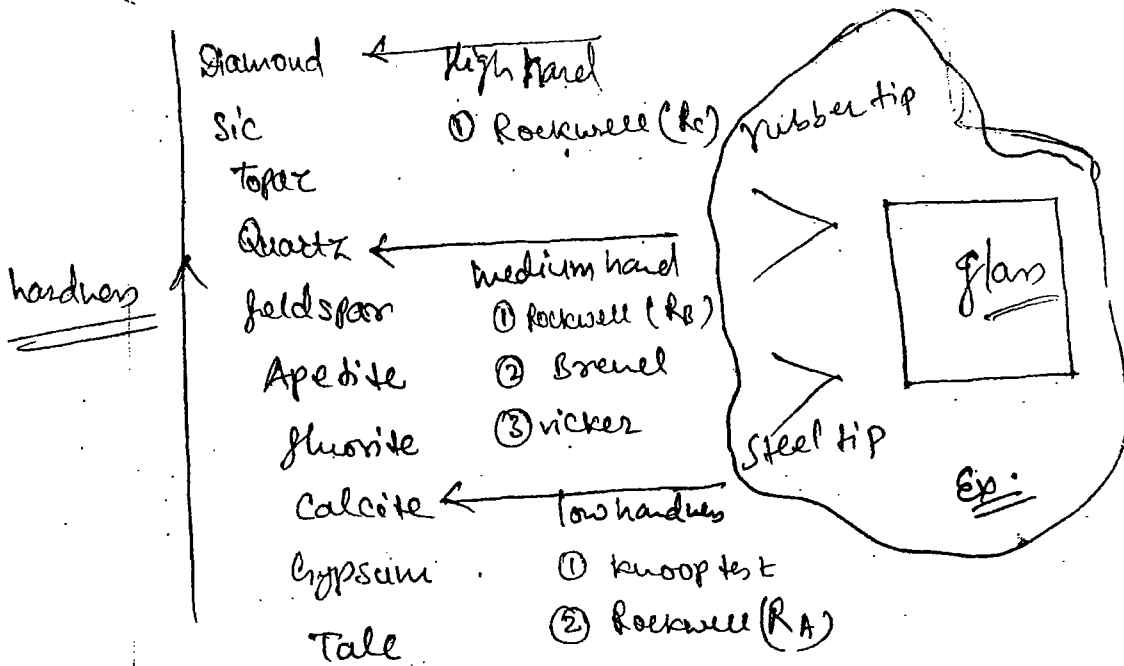 Diamond
High hard
Sic
① Rockwell (Rc)
Topaz
Quartz
medium hard
feldspar
① Rockwell (RB)
Apetite
② Brenel
fluorite
③ vicker
Calcite
low hardness
Gypsum
① Knoop test
Talc
② Rockwell (RA)
hardness
rubber tip
glass
Steel tip
Ex.